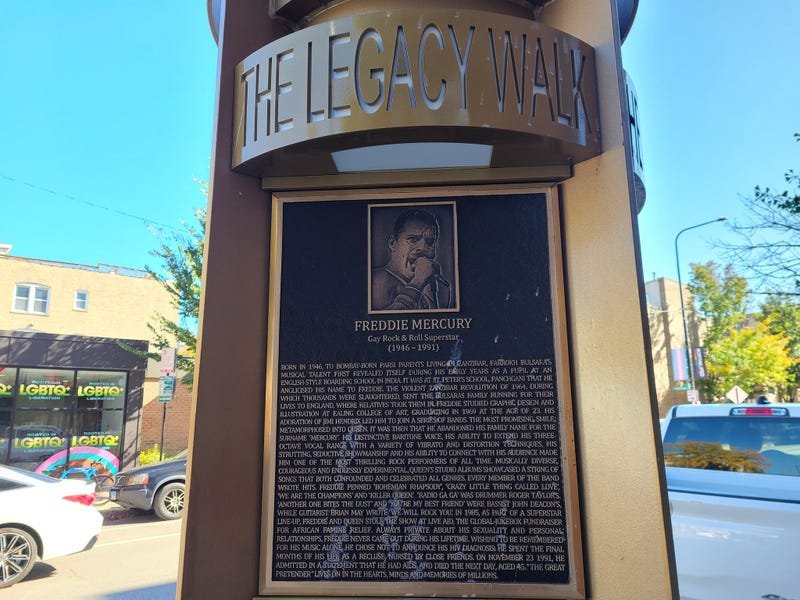 THE LEGACY WALK
FREDDIE MERCURY
Gay Rock & Roll Superstar
(1946 – 1991)
BORN IN 1946, TO BOMBAY-BORN PARSI PARENTS LIVING IN ZANZIBAR, FARROKH BULSARA'S
MUSICAL TALENT FIRST REVEALED ITSELF DURING HIS EARLY YEARS AS A PUPIL AT AN
ENGLISH-STYLE BOARDING SCHOOL IN INDIA. IT WAS AT ST. PETER'S SCHOOL, PANCHGANI THAT HE
ANGLICISED HIS NAME TO FREDDIE. THE VIOLENT ZANZIBAR REVOLUTION OF 1964, DURING
WHICH THOUSANDS WERE SLAUGHTERED, SENT THE BULSARAS FAMILY RUNNING FOR THEIR
LIVES TO ENGLAND, WHERE RELATIVES TOOK THEM IN. FREDDIE STUDIED GRAPHIC DESIGN AND
ILLUSTRATION AT EALING COLLEGE OF ART, GRADUATING IN 1969 AT THE AGE OF 23. HIS
ADORATION OF JIMI HENDRIX LED HIM TO JOIN A SERIES OF BANDS. THE MOST PROMISING, SMILE,
METAMORPHOSED INTO QUEEN. IT WAS THEN THAT HE ABANDONED HIS FAMILY NAME FOR THE
SURNAME 'MERCURY'. HIS DISTINCTIVE BARITONE VOICE, HIS ABILITY TO EXTEND HIS THREE-
OCTAVE VOCAL RANGE WITH A VARIETY OF VIBRATO AND DISTORTION TECHNIQUES, HIS
STRUTTING, SEDUCTIVE SHOWMANSHIP AND HIS ABILITY TO CONNECT WITH HIS AUDIENCE MADE
HIM ONE OF THE MOST THRILLING ROCK PERFORMERS OF ALL TIME. MUSICALLY DIVERSE,
COURAGEOUS AND ENDLESSLY EXPERIMENTAL, QUEEN'S STUDIO ALBUMS SHOWCASED A STRING OF
SONGS THAT BOTH CONFOUNDED AND CELEBRATED ALL GENRES. EVERY MEMBER OF THE BAND
WROTE HITS. FREDDIE PENNED 'BOHEMIAN RHAPSODY', 'CRAZY LITTLE THING CALLED LOVE',
'WE ARE THE CHAMPIONS' AND 'KILLER QUEEN.' 'RADIO GA GA' WAS DRUMMER ROGER TAYLOR'S.
'ANOTHER ONE BITES THE DUST' AND 'YOU'RE MY BEST FRIEND' WERE BASSIST JOHN DEACON'S,
WHILE GUITARIST BRIAN MAY WROTE 'WE WILL ROCK YOU'. IN 1985, AS PART OF A SUPERSTAR
LINE-UP, FREDDIE AND QUEEN STOLE THE SHOW AT LIVE AID, THE GLOBAL JUKEBOX FUNDRAISER
FOR AFRICAN FAMINE RELIEF. ALWAYS PRIVATE ABOUT HIS SEXUALITY AND PERSONAL
RELATIONSHIPS, FREDDIE NEVER CAME OUT DURING HIS LIFETIME. WISHING TO BE REMEMBERED
FOR HIS MUSIC ALONE, HE CHOSE NOT TO ANNOUNCE HIS HIV DIAGNOSIS. HE SPENT THE FINAL
MONTHS OF HIS LIFE AS A RECLUSE, NURSED BY CLOSE FRIENDS. ON NOVEMBER 23 1991, HE
ADMITTED IN A STATEMENT THAT HE HAD AIDS, AND DIED THE NEXT DAY, AGED 45. "THE GREAT
PRETENDER" LIVES ON IN THE HEARTS, MINDS AND MEMORIES OF MILLIONS.
LGBTQ+
LIBERATION
LGBTQ+
LIBERATION
LGBTQ+
LGBTQ+